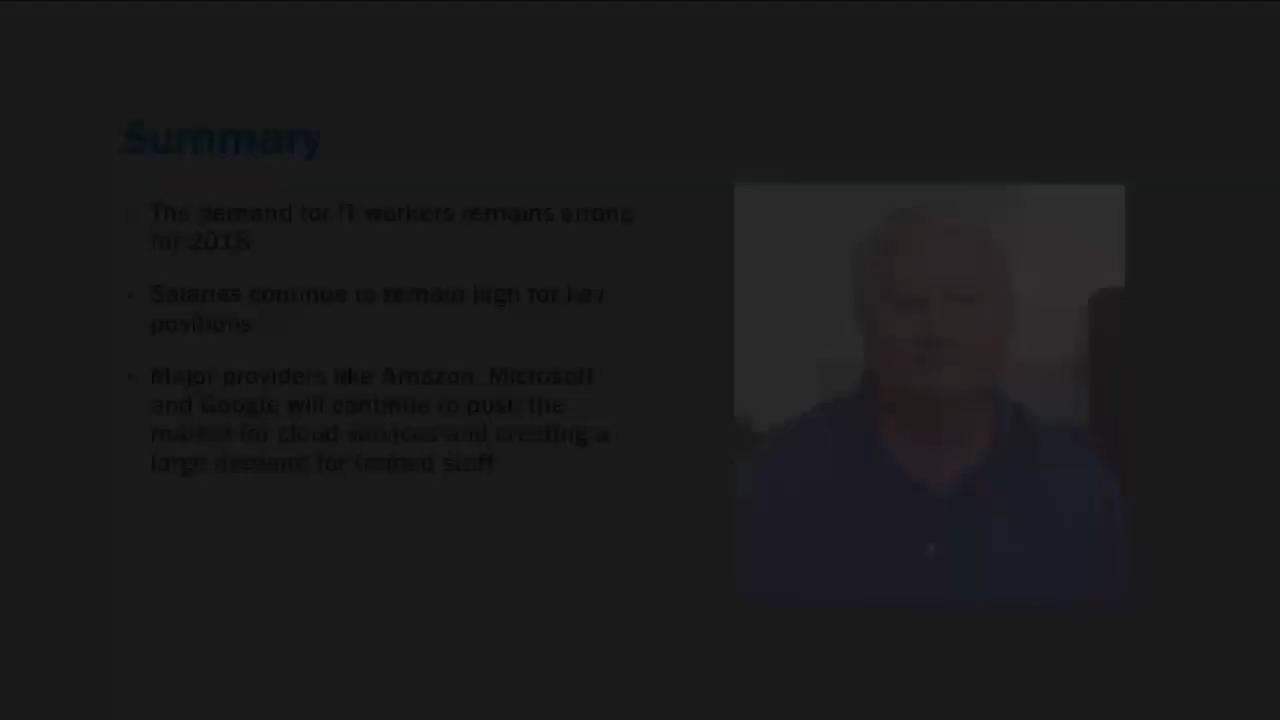 Summary
The demand for IT workers remains strong
for 2015
Salaries continue to remain high for key
positions
Major providers like Amazon, Microsoft
and Google will continue to push the
market for cloud services and creating a
large demand for trained staff